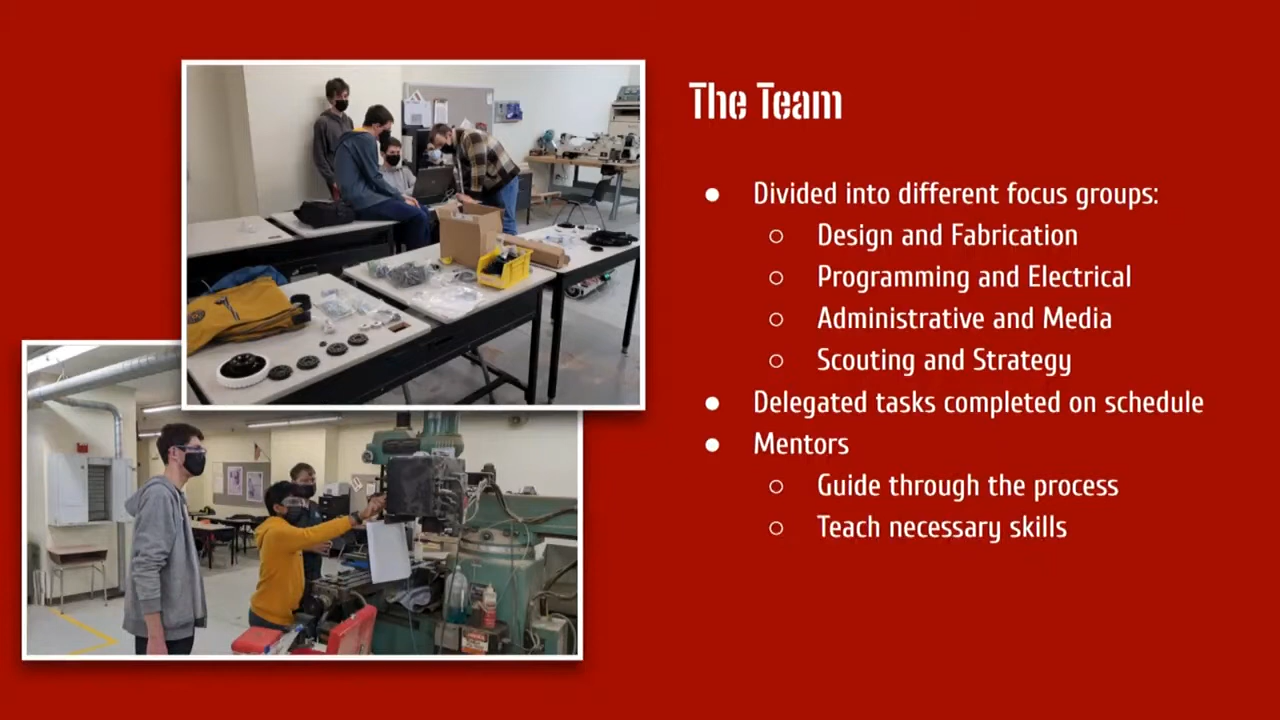 The Team
● Divided into different focus groups:
○ Design and Fabrication
○ Programming and Electrical
○ Administrative and Media
○ Scouting and Strategy
● Delegated tasks completed on schedule
● Mentors
○ Guide through the process
○ Teach necessary skills